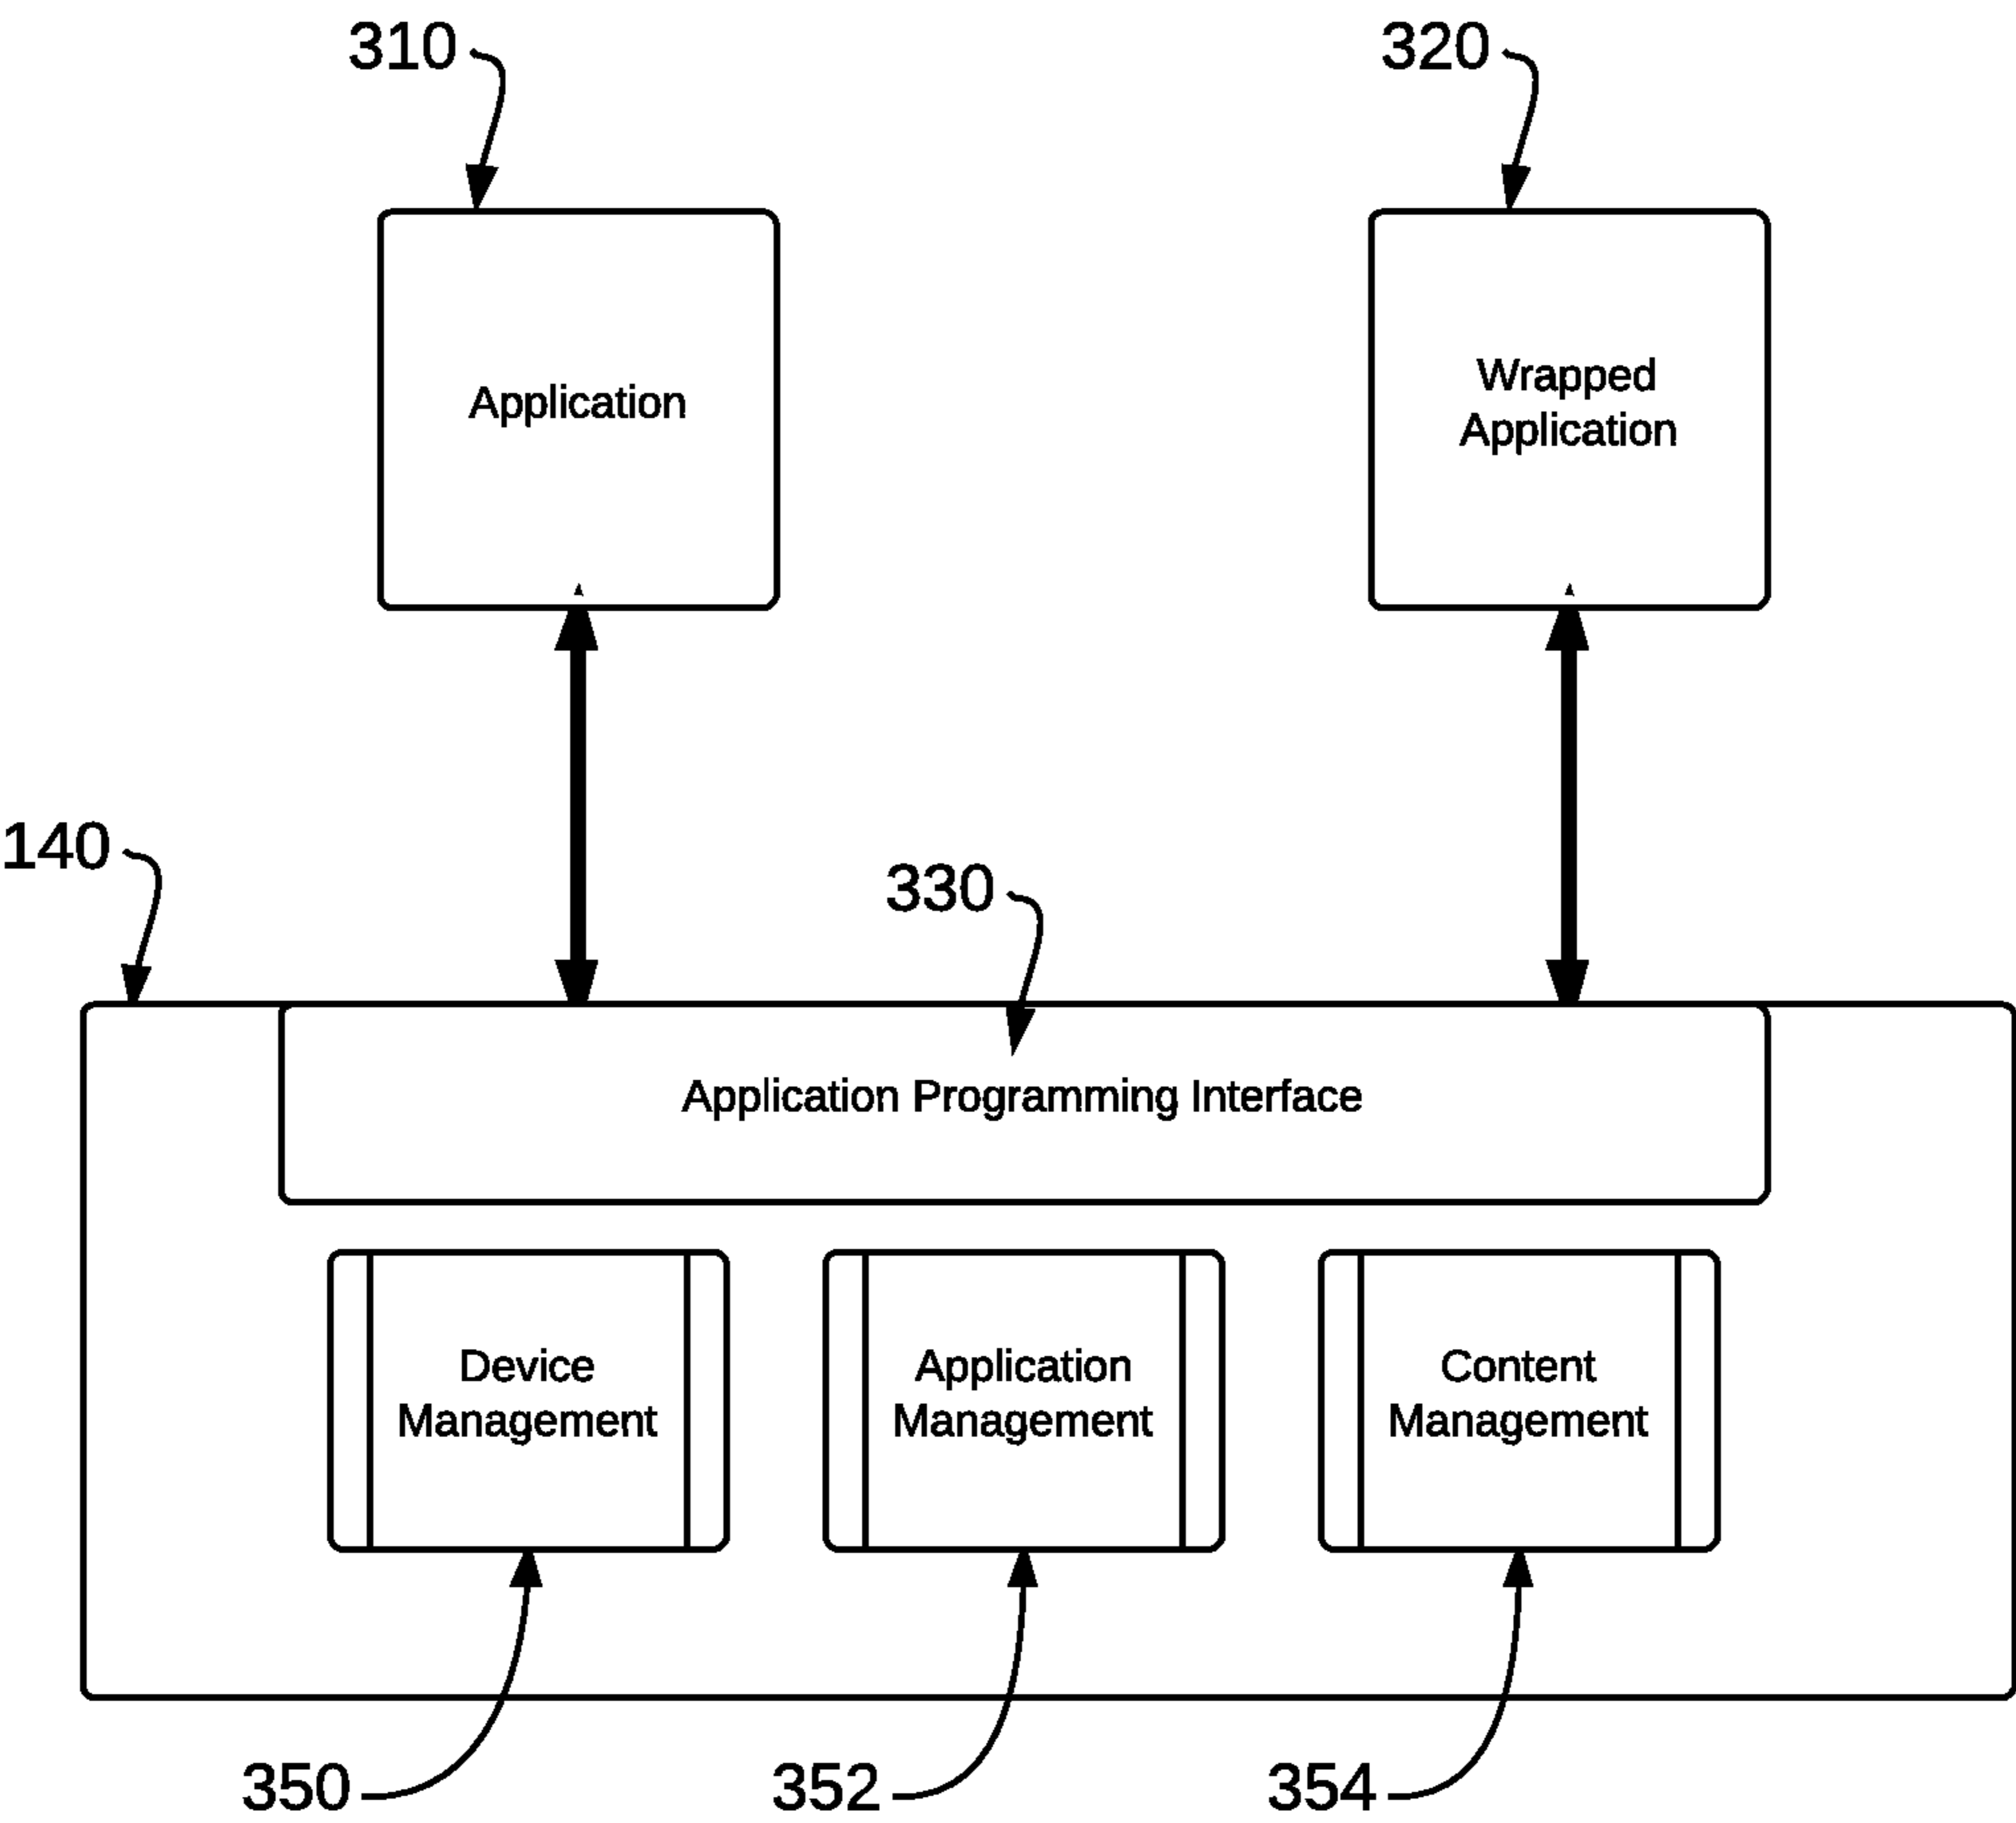 310
320
Application
Wrapped
Application
140
330
Application Programming Interface
Device
Management
Application
Management
Content
Management
350
352
354